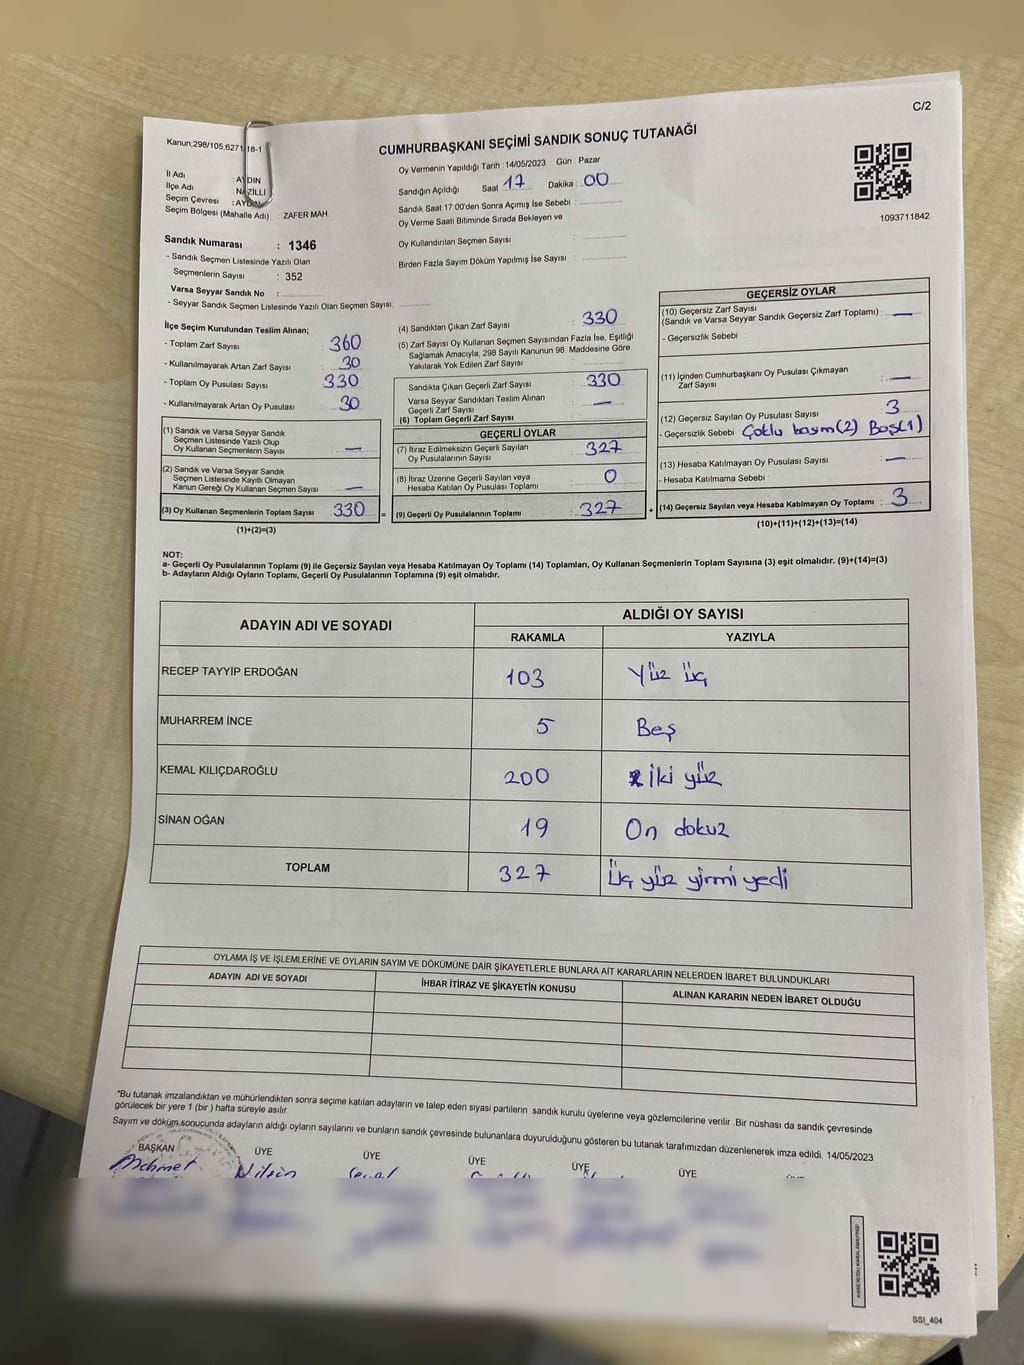 C/2
Kanun;298/105,6271/18-1
CUMHURBAŞKANI SEÇİMİ SANDIK SONUÇ TUTANAĞI
İl Adı : AYDIN
İlçe Adı : NAZİLLİ
Seçim Çevresi : AYDIN
Seçim Bölgesi (Mahalle Adı) : ZAFER MAH
Oy Vermenin Yapıldığı Tarih : 14/05/2023 Gün : Pazar
Sandığın Açıldığı Saat 17 Dakika : 00
Sandık Saat 17:00'den Sonra Açımış İse Sebebi :
Oy Verme Saati Bitiminde Sırada Bekleyen ve
Oy Kullandırılan Seçmen Sayısı :
Birden Fazla Sayım Döküm Yapılmış İse Sayısı :
1093711842
Sandık Numarası : 1346
- Sandık Seçmen Listesinde Yazılı Olan
Seçmenlerin Sayısı : 352
Varsa Seyyar Sandık No :
- Seyyar Sandık Seçmen Listesinde Yazılı Olan Seçmen Sayısı:
İlçe Seçim Kurulundan Teslim Alınan;
- Toplam Zarf Sayısı : 360
- Kullanılmayarak Artan Zarf Sayısı : 30
- Toplam Oy Pusulası Sayısı : 330
- Kullanılmayarak Artan Oy Pusulası : 30
(1) Sandık ve Varsa Seyyar Sandık
Seçmen Listesinde Yazılı Olup
Oy Kullanan Seçmenlerin Sayısı : —
(2) Sandık ve Varsa Seyyar Sandık
Seçmen Listesinde Kayıtlı Olmayan
Kanun Gereği Oy Kullanan Seçmen Sayısı : —
(3) Oy Kullanan Seçmenlerin Toplam Sayısı : 330 =
(1)+(2)=(3)
(4) Sandıktan Çıkan Zarf Sayısı : 330
(5) Zarf Sayısı Oy Kullanan Seçmen Sayısından Fazla İse, Eşitliği
Sağlamak Amacıyla, 298 Sayılı Kanunun 98. Maddesine Göre
Yakılarak Yok Edilen Zarf Sayısı :
Sandıkta Çıkan Geçerli Zarf Sayısı : 330
Varsa Seyyar Sandıktan Teslim Alınan
Geçerli Zarf Sayısı : —
(6) Toplam Geçerli Zarf Sayısı :
GEÇERLİ OYLAR
(7) İtiraz Edilmeksizin Geçerli Sayılan
Oy Pusulalarının Sayısı : 327
(8) İtiraz Üzerine Geçerli Sayılan veya
Hesaba Katılan Oy Pusulası Toplamı : 0
(9) Geçerli Oy Pusulalarının Toplamı : 327 +
GEÇERSİZ OYLAR
(10) Geçersiz Zarf Sayısı
(Sandık ve Varsa Seyyar Sandık Geçersiz Zarf Toplamı) : —
- Geçersizlik Sebebi :
(11) İçinden Cumhurbaşkanı Oy Pusulası Çıkmayan
Zarf Sayısı : —
(12) Geçersiz Sayılan Oy Pusulası Sayısı : 3
- Geçersizlik Sebebi Çoklu basım(2) Boş(1)
(13) Hesaba Katılmayan Oy Pusulası Sayısı : —
- Hesaba Katılmama Sebebi :
(14) Geçersiz Sayılan veya Hesaba Katılmayan Oy Toplamı : 3
(10)+(11)+(12)+(13)=(14)
NOT:
a- Geçerli Oy Pusulalarının Toplamı (9) ile Geçersiz Sayılan veya Hesaba Katılmayan Oy Toplamı (14) Toplamları, Oy Kullanan Seçmenlerin Toplam Sayısına (3) eşit olmalıdır. (9)+(14)=(3)
b- Adayların Aldığı Oyların Toplamı, Geçerli Oy Pusulalarının Toplamına (9) eşit olmalıdır.
ADAYIN ADI VE SOYADI
ALDIĞI OY SAYISI
RAKAMLA YAZIYLA
RECEP TAYYİP ERDOĞAN 103 Yüz üç
MUHARREM İNCE 5 Beş
KEMAL KILIÇDAROĞLU 200 iki yüz
SİNAN OĞAN 19 On dokuz
TOPLAM 327 Üç yüz yirmi yedi
OYLAMA İŞ VE İŞLEMLERİNE VE OYLARIN SAYIM VE DÖKÜMÜNE DAİR ŞİKAYETLERLE BUNLARA AİT KARARLARIN NELERDEN İBARET BULUNDUKLARI
ADAYIN ADI VE SOYADI İHBAR İTİRAZ VE ŞİKAYETİN KONUSU ALINAN KARARIN NEDEN İBARET OLDUĞU
*Bu tutanak imzalandıktan ve mühürlendikten sonra seçime katılan adayların ve talep eden siyasi partilerin sandık kurulu üyelerine veya gözlemcilerine verilir .Bir nüshası da sandık çevresinde
görülecek bir yere 1 (bir ) hafta süreyle asılır.
Sayım ve döküm sonucunda adayların aldığı oyların sayılarını ve bunların sandık çevresinde bulunanlara duyurulduğunu gösteren bu tutanak tarafımızdan düzenlenerek imza edildi. 14/05/2023
BAŞKAN ÜYE ÜYE ÜYE ÜYE ÜYE
Mehmet
SSI_404